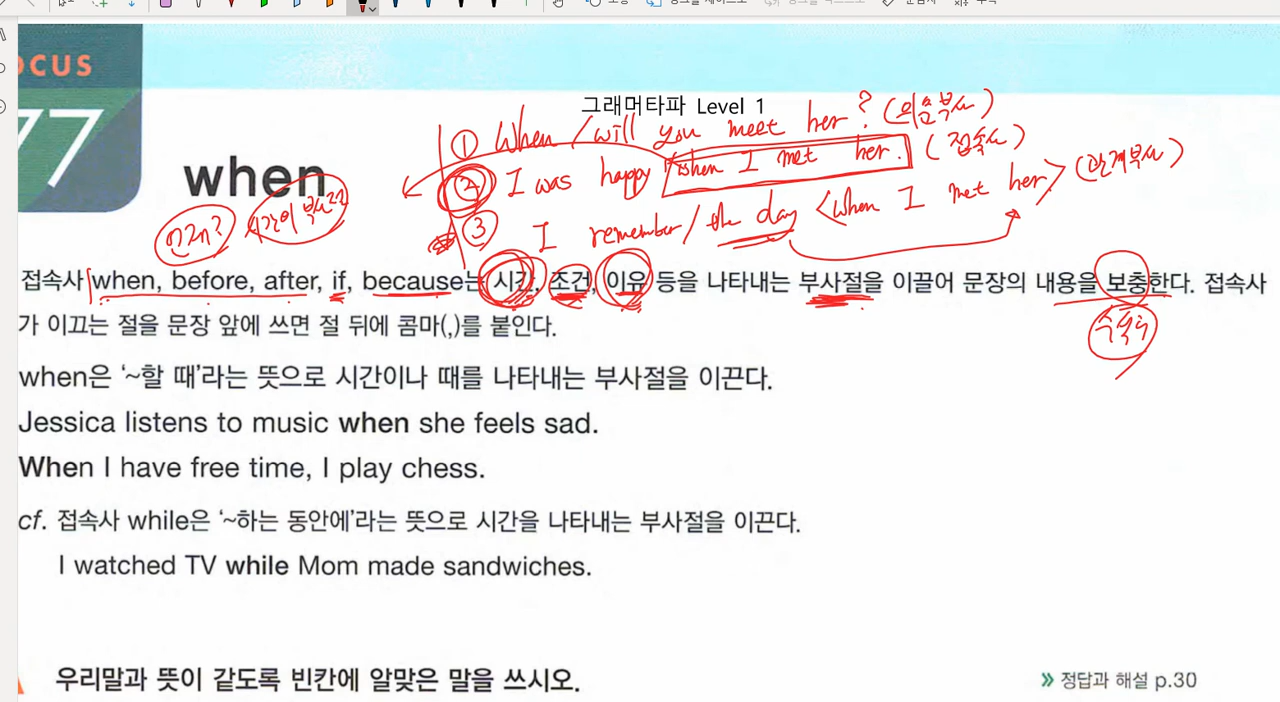 OCUS
77
when
그래머타파 Level 1
① When / will you meet her? (의문부사)
② I was happy when I met her. (접속사)
③ I remember / the day <when I met her> (관계부사)
언제?
시간의 부사절
접속사 when, before, after, if, because는 시간, 조건, 이유 등을 나타내는 부사절을 이끌어 문장의 내용을 보충한다. 접속사
가 이끄는 절을 문장 앞에 쓰면 절 뒤에 콤마(,)를 붙인다.
수식어
when은 '~할 때'라는 뜻으로 시간이나 때를 나타내는 부사절을 이끈다.
Jessica listens to music when she feels sad.
When I have free time, I play chess.
cf. 접속사 while은 '~하는 동안에'라는 뜻으로 시간을 나타내는 부사절을 이끈다.
I watched TV while Mom made sandwiches.
우리말과 뜻이 같도록 빈칸에 알맞은 말을 쓰시오.
» 정답과 해설 p.30